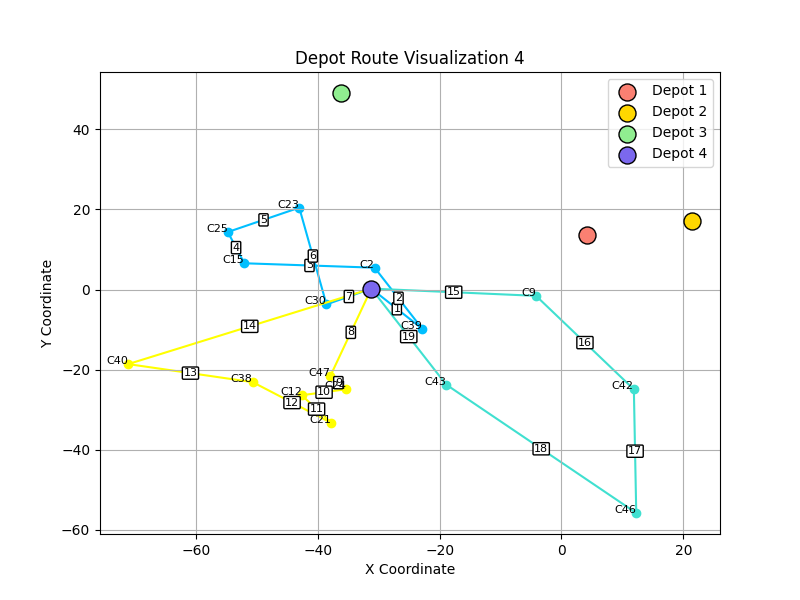 Depot Route Visualization 4
Depot 1
Depot 2
Depot 3
Depot 4
Y Coordinate
40
20
0
−20
−40
−60
−60
−40
−20
0
20
X Coordinate
C23
C25
5
4
C15
6
C2
C30
7
2
1
C39
15
C9
14
8
19
16
C40
13
C38
C47
9
C12
10
12
11
C21
C43
C42
18
17
C46